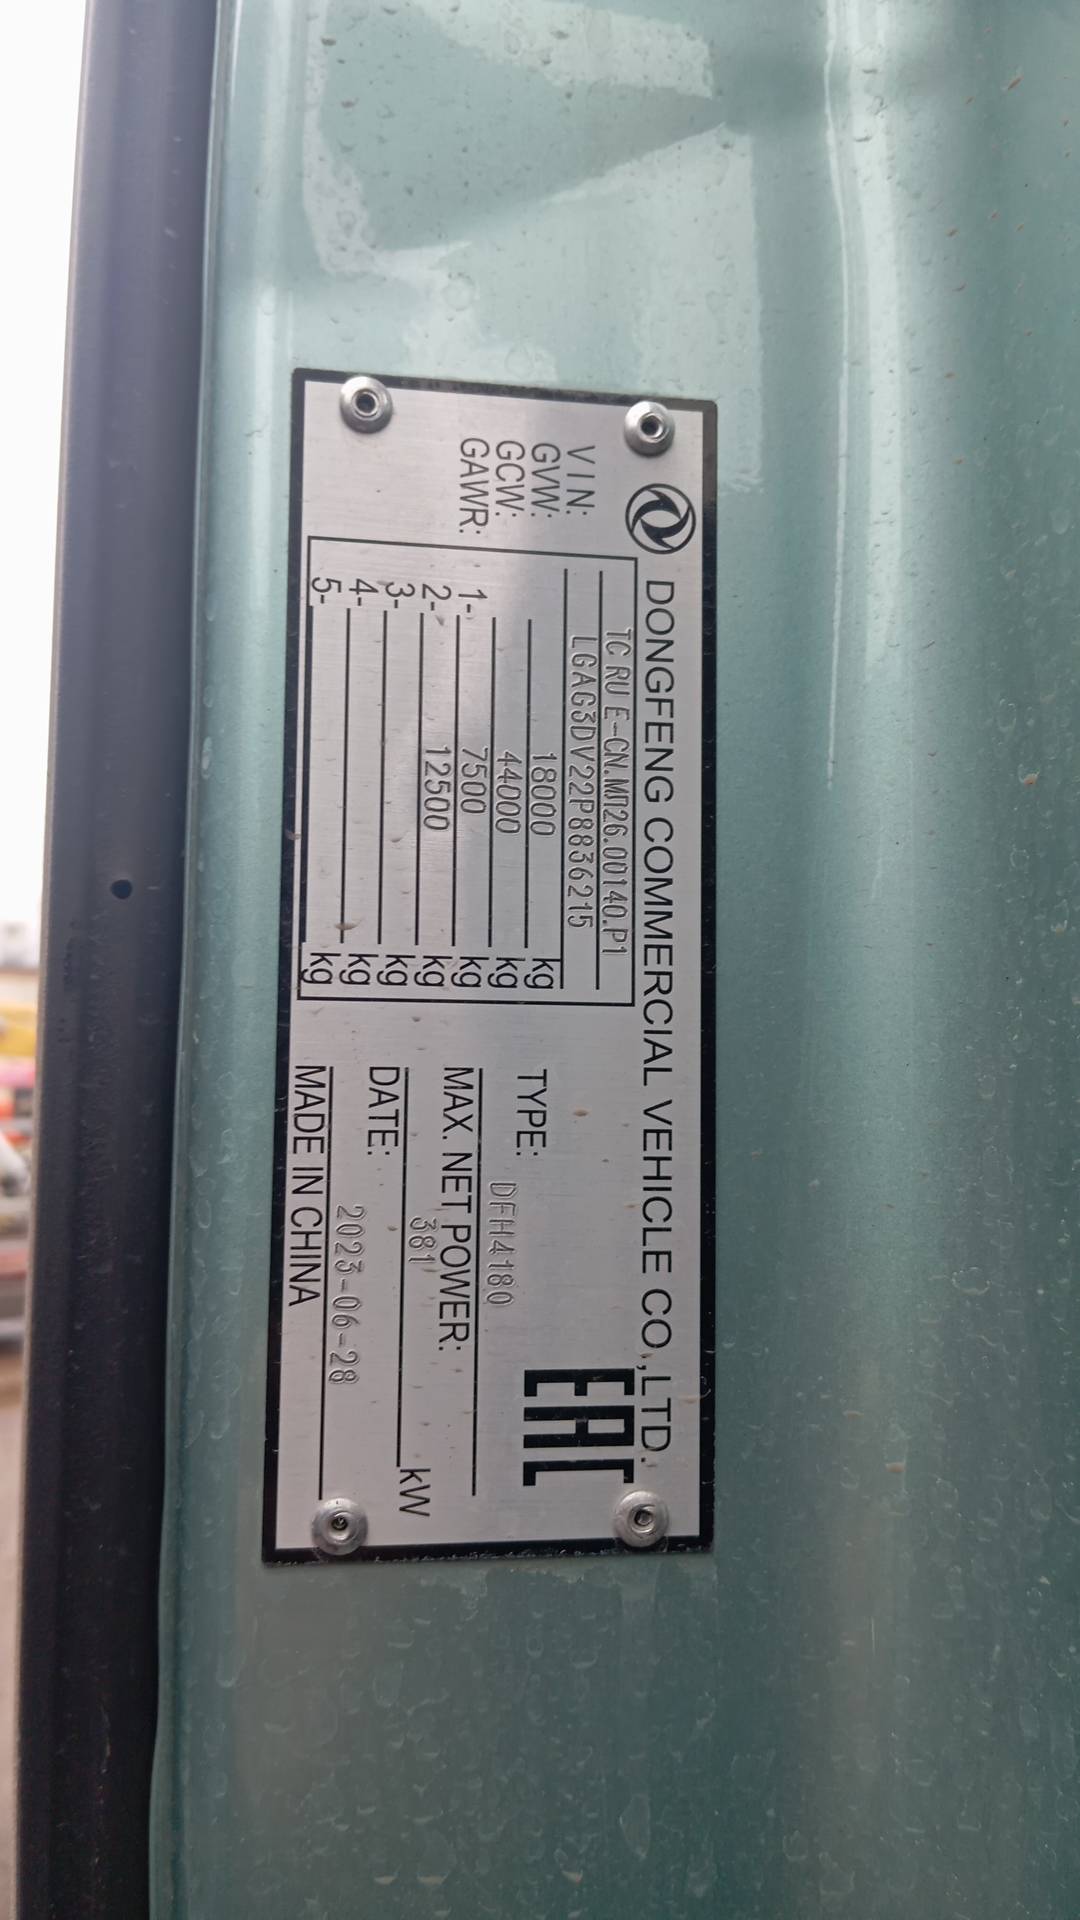 DONGFENG COMMERCIAL VEHICLE CO.,LTD.
TC RU E-CN.МП26.00140.P1
VIN: LGAG3DV22P8836215
GVW: 18000 kg
GCW: 44000 kg
GAWR: 1- 7500 kg
2- 12500 kg
3- kg
4- kg
5- kg
EAC
TYPE: DFH4180
MAX. NET POWER:
381 kW
DATE: 2023-06-28
MADE IN CHINA